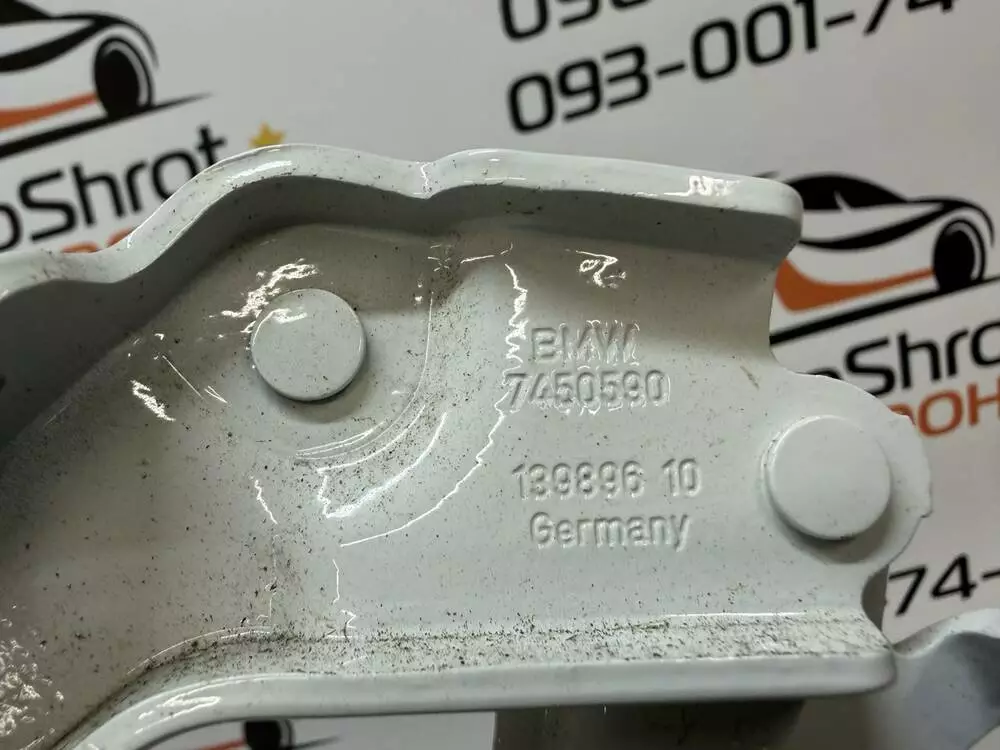 093-001-74
oShrot
BMW
7450590
139896 10
Germany
oShrot
74-